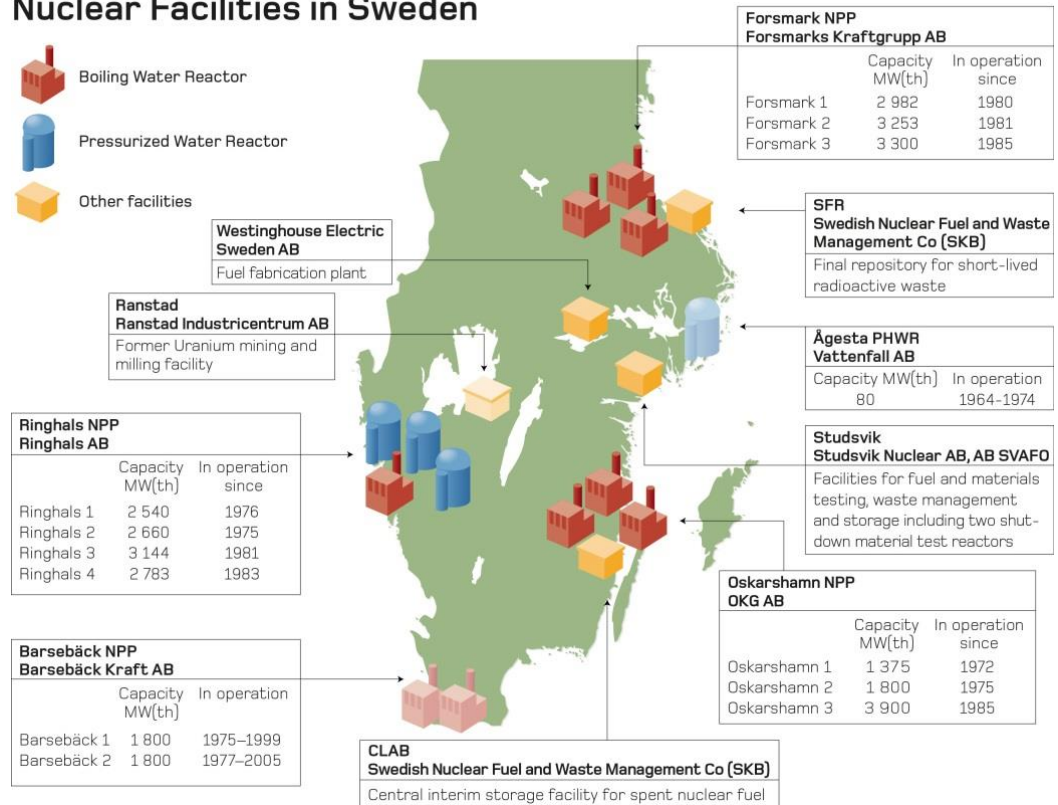 Nuclear Facilities in Sweden
Boiling Water Reactor
Pressurized Water Reactor
Other facilities
Forsmark NPP
Forsmarks Kraftgrupp AB
Capacity In operation
MW(th) since
Forsmark 1 2 982 1980
Forsmark 2 3 253 1981
Forsmark 3 3 300 1985
SFR
Swedish Nuclear Fuel and Waste
Management Co (SKB)
Final repository for short-lived
radioactive waste
Westinghouse Electric
Sweden AB
Fuel fabrication plant
Ranstad
Ranstad Industricentrum AB
Former Uranium mining and
milling facility
Ågesta PHWR
Vattenfall AB
Capacity MW(th) In operation
80 1964-1974
Ringhals NPP
Ringhals AB
Capacity In operation
MW(th) since
Ringhals 1 2 540 1976
Ringhals 2 2 660 1975
Ringhals 3 3 144 1981
Ringhals 4 2 783 1983
Studsvik
Studsvik Nuclear AB, AB SVAFO
Facilities for fuel and materials
testing, waste management
and storage including two shut-
down material test reactors
Oskarshamn NPP
OKG AB
Capacity In operation
MW(th) since
Oskarshamn 1 1 375 1972
Oskarshamn 2 1 800 1975
Oskarshamn 3 3 900 1985
Barsebäck NPP
Barsebäck Kraft AB
Capacity In operation
MW(th)
Barsebäck 1 1 800 1975–1999
Barsebäck 2 1 800 1977–2005
CLAB
Swedish Nuclear Fuel and Waste Management Co (SKB)
Central interim storage facility for spent nuclear fuel